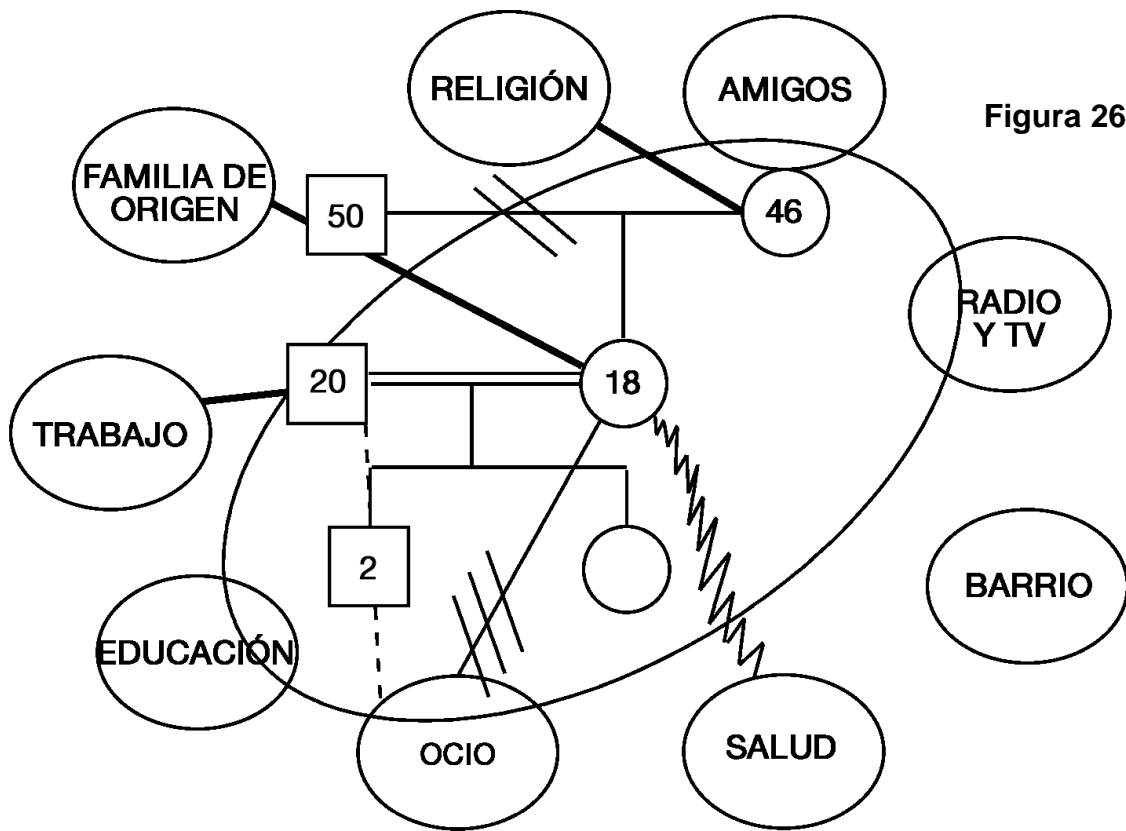 RELIGIÓN
AMIGOS
Figura 26
FAMILIA DE
ORIGEN
50
46
RADIO
Y TV
20
18
TRABAJO
2
BARRIO
EDUCACIÓN
OCIO
SALUD